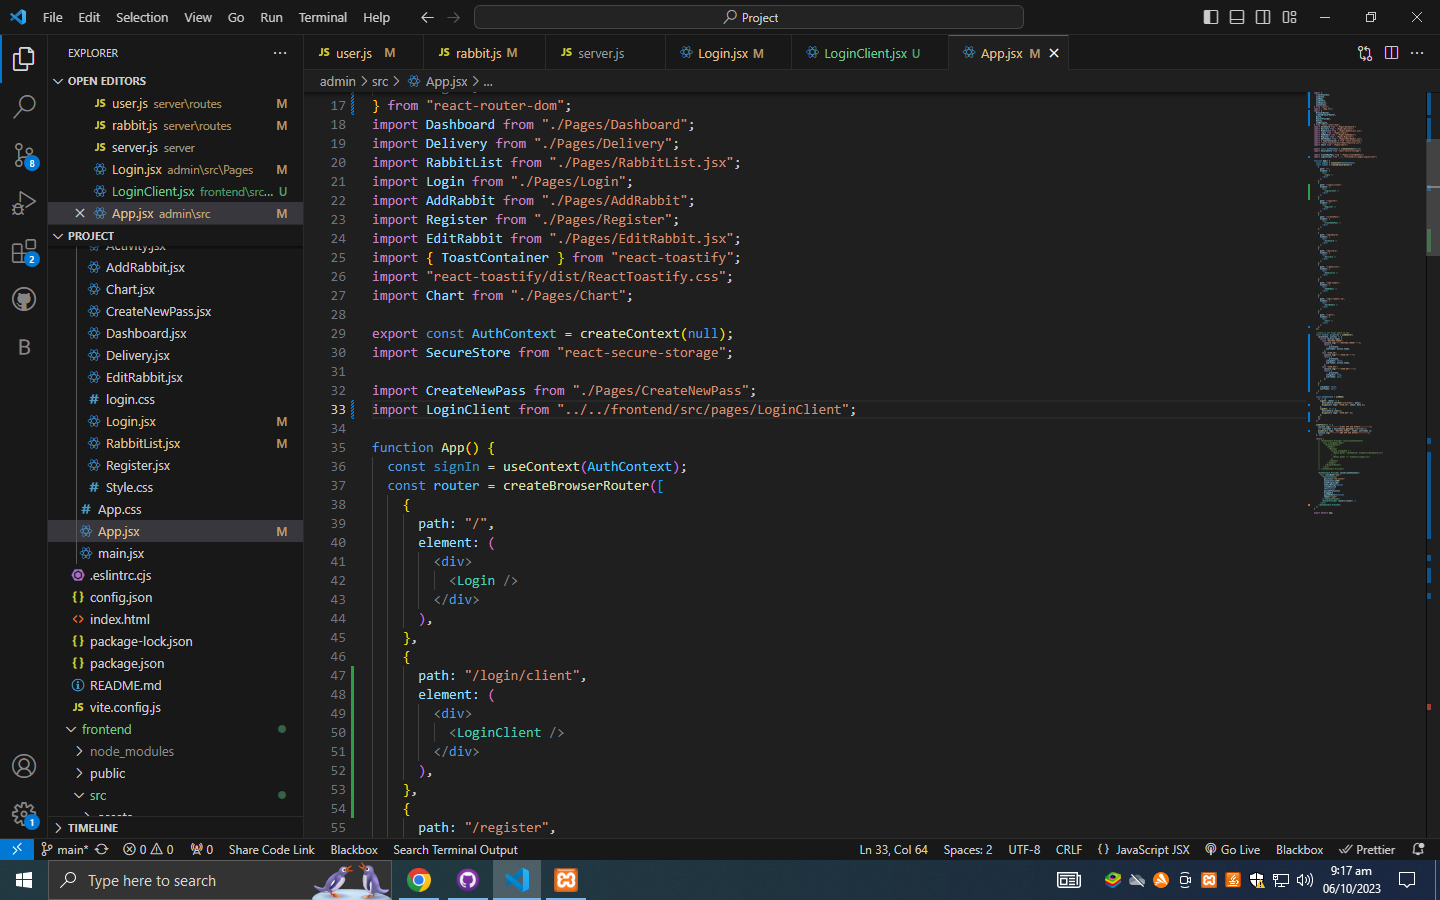 File Edit Selection View Go Run Terminal Help
Project
EXPLORER
OPEN EDITORS
user.js server\routes M
rabbit.js server\routes M
server.js server
Login.jsx admin\src\Pages M
LoginClient.jsx frontend\src... U
App.jsx admin\src M
PROJECT
Activity.jsx
AddRabbit.jsx
Chart.jsx
CreateNewPass.jsx
Dashboard.jsx
Delivery.jsx
EditRabbit.jsx
login.css
Login.jsx M
RabbitList.jsx M
Register.jsx
Style.css
App.css
App.jsx M
main.jsx
.eslintrc.cjs
config.json
index.html
package-lock.json
package.json
README.md
vite.config.js
frontend
node_modules
public
src
TIMELINE
user.js M
rabbit.js M
server.js
Login.jsx M
LoginClient.jsx U
App.jsx M
admin > src > App.jsx > ...
17 } from "react-router-dom";
18 import Dashboard from "./Pages/Dashboard";
19 import Delivery from "./Pages/Delivery";
20 import RabbitList from "./Pages/RabbitList.jsx";
21 import Login from "./Pages/Login";
22 import AddRabbit from "./Pages/AddRabbit";
23 import Register from "./Pages/Register";
24 import EditRabbit from "./Pages/EditRabbit.jsx";
25 import { ToastContainer } from "react-toastify";
26 import "react-toastify/dist/ReactToastify.css";
27 import Chart from "./Pages/Chart";
28
29 export const AuthContext = createContext(null);
30 import SecureStore from "react-secure-storage";
31
32 import CreateNewPass from "./Pages/CreateNewPass";
33 import LoginClient from "../../frontend/src/pages/LoginClient";
34
35 function App() {
36 const signIn = useContext(AuthContext);
37 const router = createBrowserRouter([
38 {
39 path: "/",
40 element: (
41 <div>
42 <Login />
43 </div>
44 ),
45 },
46 {
47 path: "/login/client",
48 element: (
49 <div>
50 <LoginClient />
51 </div>
52 ),
53 },
54 {
55 path: "/register",
8
2
B
1
main* 0 0 0 Share Code Link Blackbox Search Terminal Output
Ln 33, Col 64 Spaces: 2 UTF-8 CRLF {} JavaScript JSX Go Live Blackbox Prettier
Type here to search
9:17 am
06/10/2023